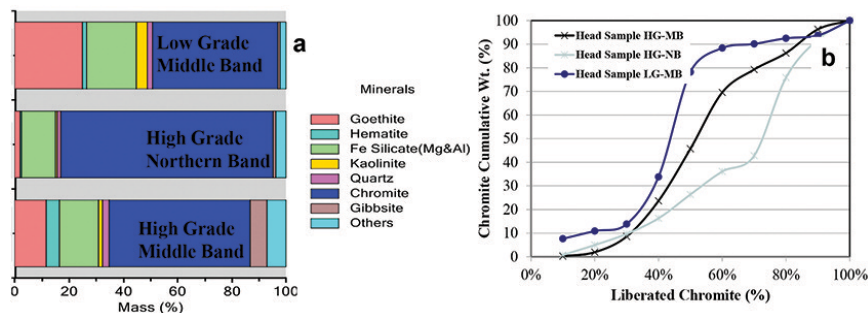 a
Low Grade
Middle Band
High Grade
Northern Band
High Grade
Middle Band
0 20 40 60 80 100
Mass (%)
Minerals
Goethite
Hematite
Fe Silicate(Mg&Al)
Kaolinite
Quartz
Chromite
Gibbsite
Others
b
Head Sample HG-MB
Head Sample HG-NB
Head Sample LG-MB
Chromite Cumulative Wt. (%)
100
90
80
70
60
50
40
30
20
10
0
0% 20% 40% 60% 80% 100%
Liberated Chromite (%)